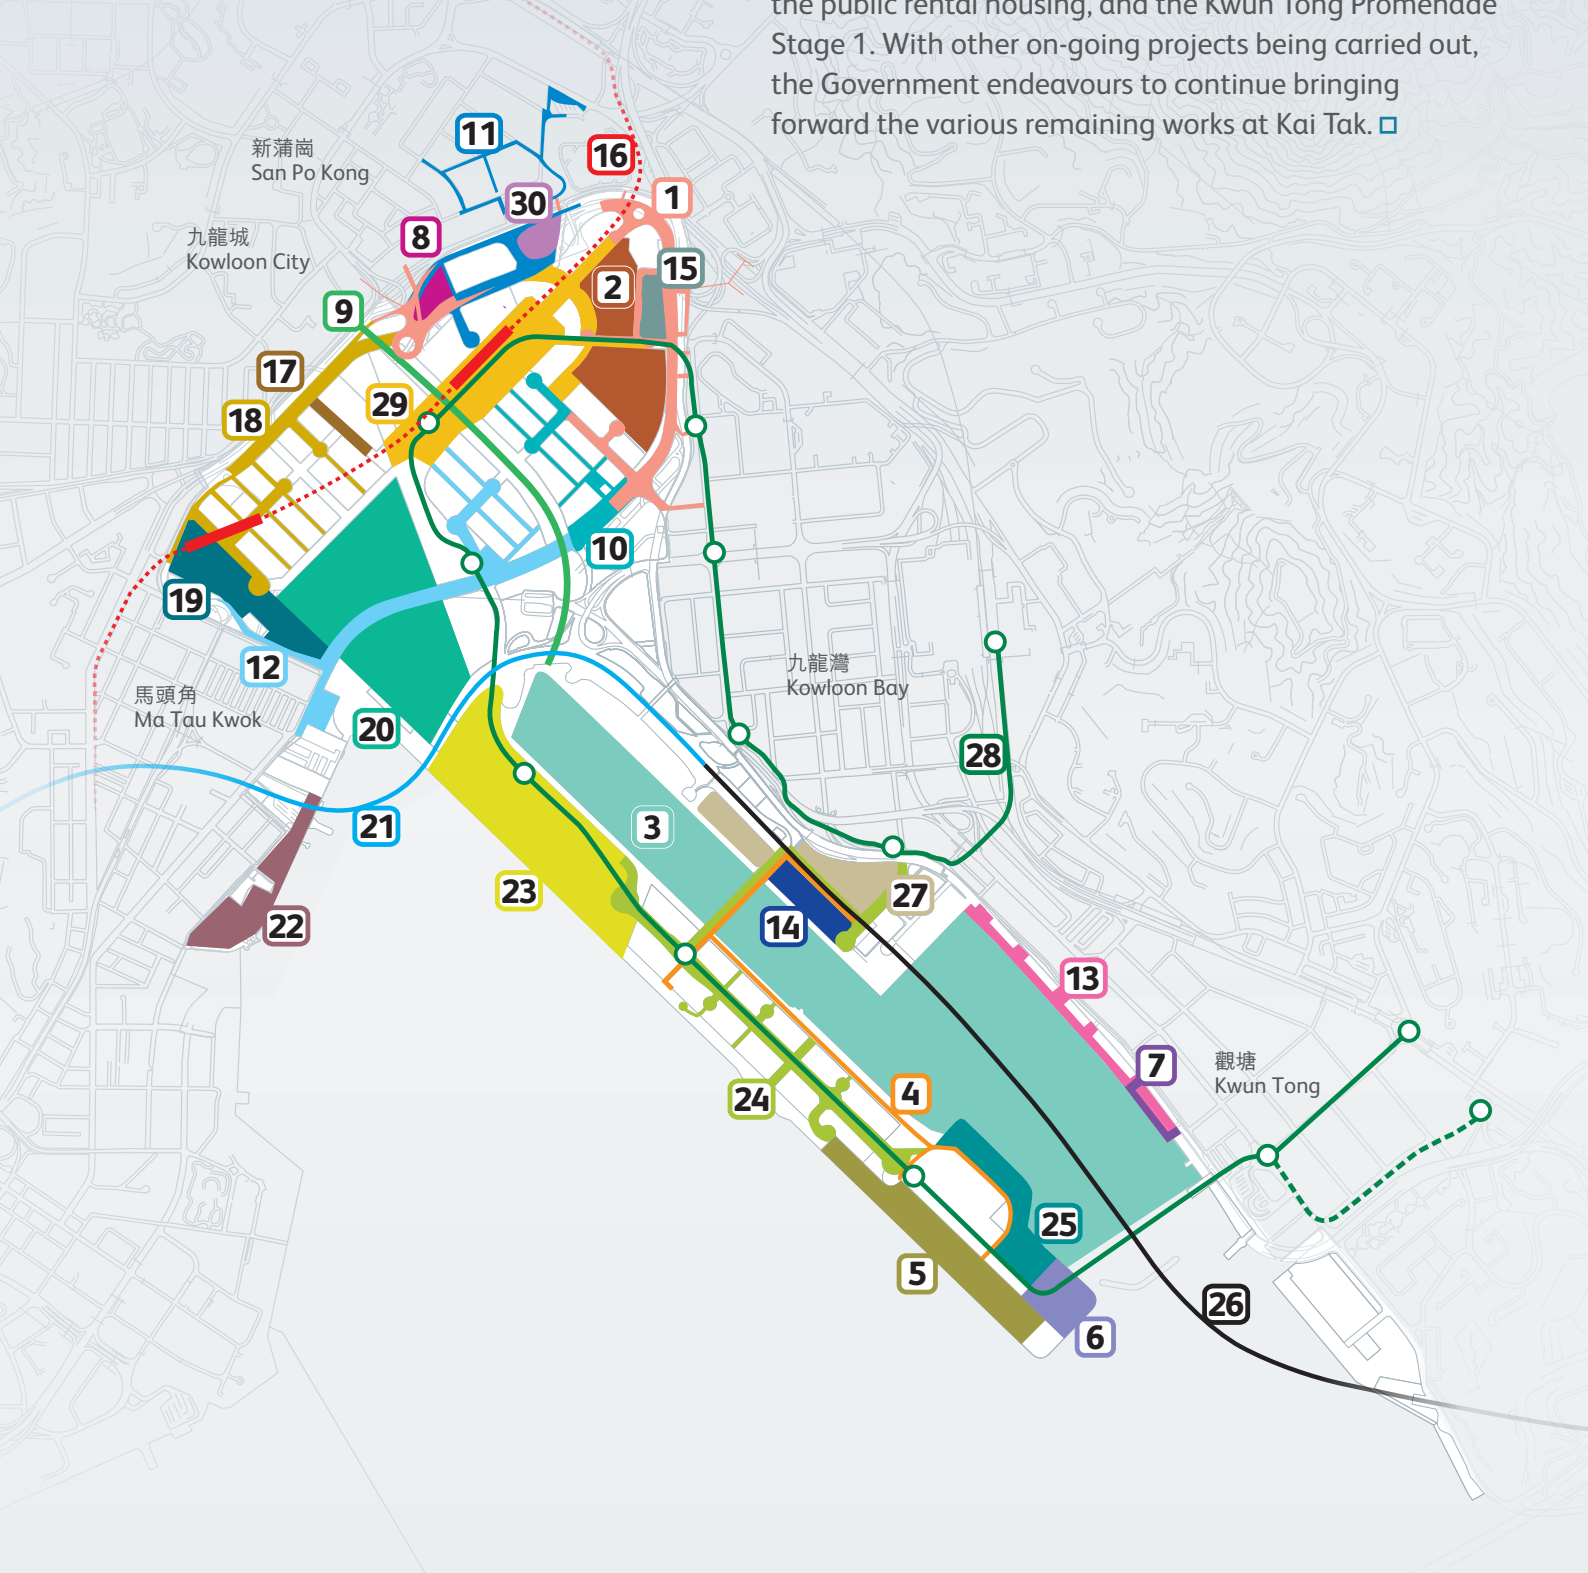 the public rental housing, and the Kwun Tong Promenade
Stage 1. With other on-going projects being carried out,
the Government endeavours to continue bringing
forward the various remaining works at Kai Tak.
11
新蒲崗
San Po Kong
16
30
1
九龍城
Kowloon City
8
15
2
9
17
29
18
10
19
12
九龍灣
Kowloon Bay
馬頭角
Ma Tau Kwok
20
28
21
3
23
27
22
14
13
7
觀塘
Kwun Tong
24
4
25
5
26
6